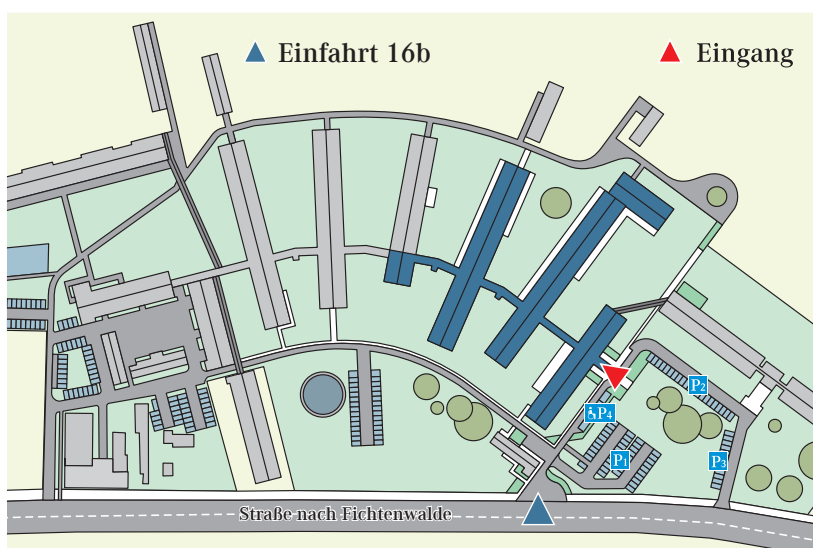 Einfahrt 16b
Eingang
P2
P4
P1
P3
Straße nach Fichtenwalde